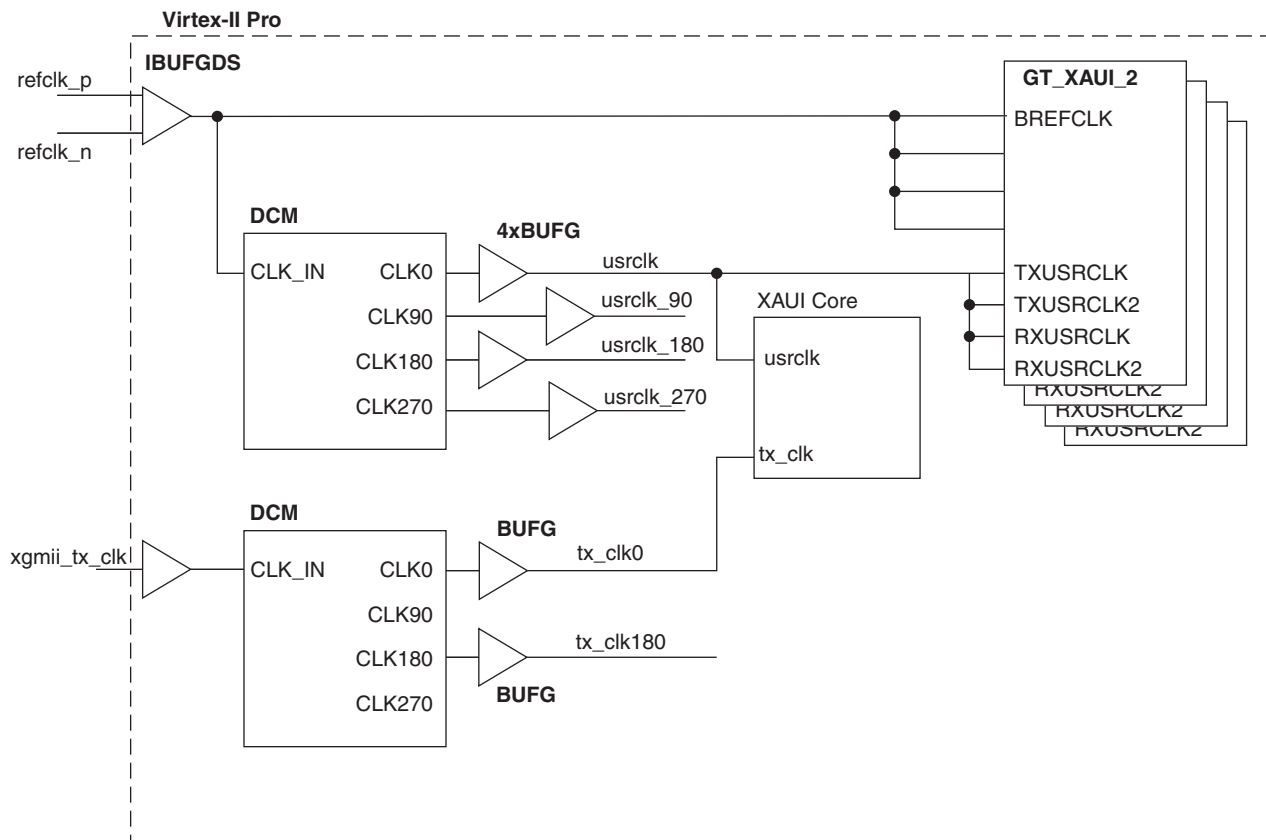 Virtex-II Pro
IBUFGDS
refclk_p
refclk_n
GT_XAUI_2
BREFCLK
DCM
4xBUFG
CLK_IN
CLK0
usrclk
TXUSRCLK
usrclk_90
XAUI Core
TXUSRCLK2
CLK90
usrclk_180
RXUSRCLK
CLK180
usrclk
RXUSRCLK2
usrclk_270
CLK270
RXUSRCLK2
RXUSRCLK2
RXUSRCLK2
tx_clk
DCM
BUFG
xgmii_tx_clk
CLK_IN
CLK0
tx_clk0
CLK90
tx_clk180
CLK180
BUFG
CLK270